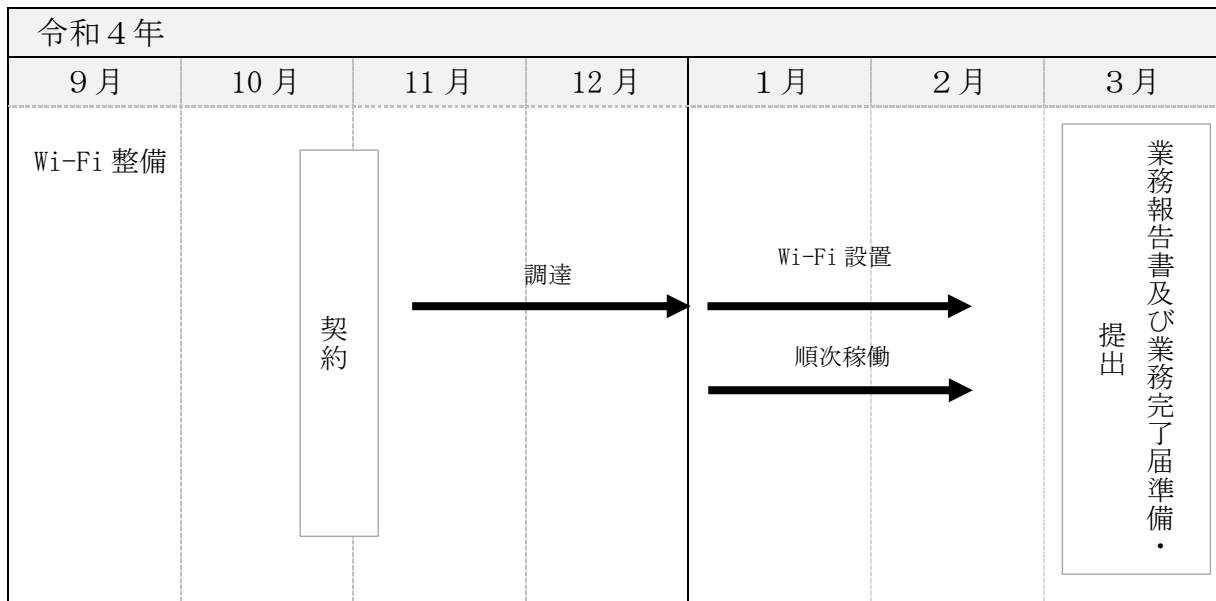 令和４年
９月
10月
11月
12月
１月
２月
３月
Wi-Fi 整備
契約
調達
Wi-Fi 設置
順次稼働
業務報告書及び業務完了届準備・
提出